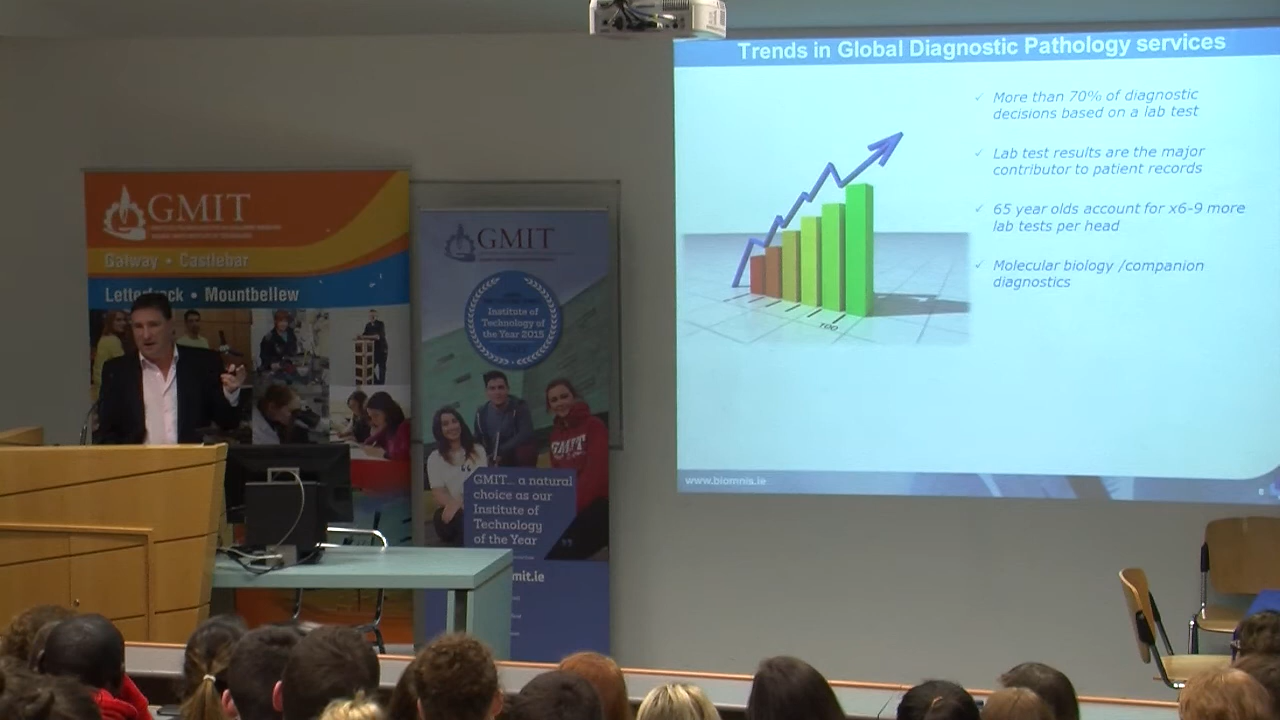 GMIT
Galway • Castlebar
Letterfrack • Mountbellew
GMIT
Institute of
Technology of
the Year 2015
GMIT
GMIT... a natural
choice as our
Institute of
Technology
of the Year
mit.ie
Trends in Global Diagnostic Pathology services
✓ More than 70% of diagnostic
decisions based on a lab test
✓ Lab test results are the major
contributor to patient records
✓ 65 year olds account for x6-9 more
lab tests per head
✓ Molecular biology /companion
diagnostics
100
www.biomnis.ie